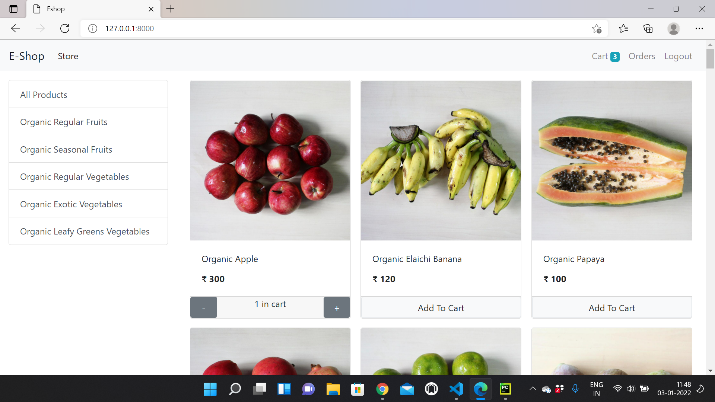 Eshop
127.0.0.1:8000
E-Shop Store Cart 3 Orders Logout
All Products
Organic Regular Fruits
Organic Seasonal Fruits
Organic Regular Vegetables
Organic Exotic Vegetables
Organic Leafy Greens Vegetables
Organic Apple
₹ 300
- 1 in cart +
Organic Elaichi Banana
₹ 120
Add To Cart
Organic Papaya
₹ 100
Add To Cart
ENG
IN
11:48
03-01-2022